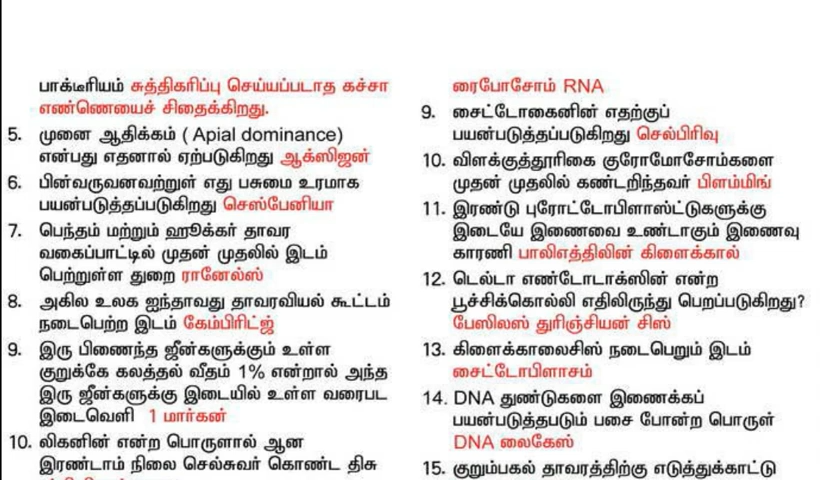 பாக்டீரியம் சுத்திகரிப்பு செய்யப்படாத கச்சா
எண்ணெயைச் சிதைக்கிறது.
5. முனை ஆதிக்கம் ( Apial dominance)
என்பது எதனால் ஏற்படுகிறது ஆக்ஸிஜன்
6. பின்வருவனவற்றுள் எது பசுமை உரமாக
பயன்படுத்தப்படுகிறது செஸ்பேனியா
7. பெந்தம் மற்றும் ஹூக்கர் தாவர
வகைப்பாட்டில் முதன் முதலில் இடம்
பெற்றுள்ள துறை ரானேல்ஸ்
8. அகில உலக ஐந்தாவது தாவரவியல் கூட்டம்
நடைபெற்ற இடம் கேம்பிரிட்ஜ்
9. இரு பிணைந்த ஜீன்களுக்கும் உள்ள
குறுக்கே கலத்தல் வீதம் 1% என்றால் அந்த
இரு ஜீன்களுக்கு இடையில் உள்ள வரைபட
இடைவெளி 1 மார்கன்
10. லிகனின் என்ற பொருளால் ஆன
இரண்டாம் நிலை செல்சுவர் கொண்ட திசு
ரைபோசோம் RNA
9. சைட்டோகைனின் எதற்குப்
பயன்படுத்தப்படுகிறது செல்பிரிவு
10. விளக்குத்தூரிகை குரோமோசோம்களை
முதன் முதலில் கண்டறிந்தவர் பிளம்மிங்
11. இரண்டு புரோட்டோபிளாஸ்ட்டுகளுக்கு
இடையே இணைவை உண்டாகும் இணைவு
காரணி பாலிஎத்திலின் கிளைக்கால்
12. டெல்டா எண்டோடாக்ஸின் என்ற
பூச்சிக்கொல்லி எதிலிருந்து பெறப்படுகிறது?
பேஸிலஸ் துரிஞ்சியன் சிஸ்
13. கிளைக்காலைசிஸ் நடைபெறும் இடம்
சைட்டோபிளாசம்
14. DNA துண்டுகளை இணைக்கப்
பயன்படுத்தபடும் பசை போன்ற பொருள்
DNA லைகேஸ்
15. குறும்பகல் தாவரத்திற்கு எடுத்துக்காட்டு